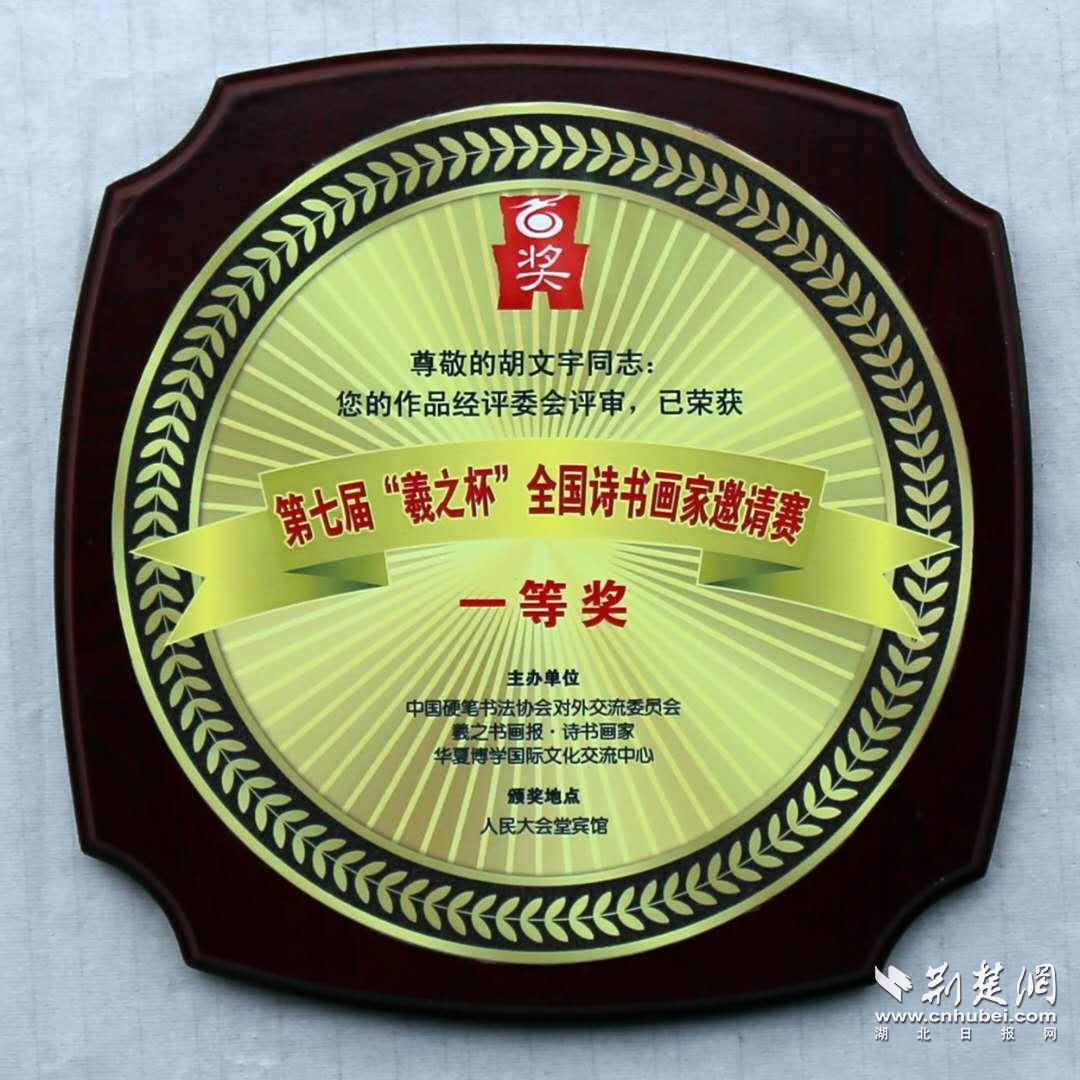 奖
尊敬的胡文宇同志：
您的作品经评委会评审，已荣获
第七届“羲之杯”全国诗书画家邀请赛
一等奖
主办单位
中国硬笔书法协会对外交流委员会
羲之书画报·诗书画家
华夏博学国际文化交流中心
颁奖地点
人民大会堂宾馆
荆楚網
www.cnhubei.com
湖北日报网